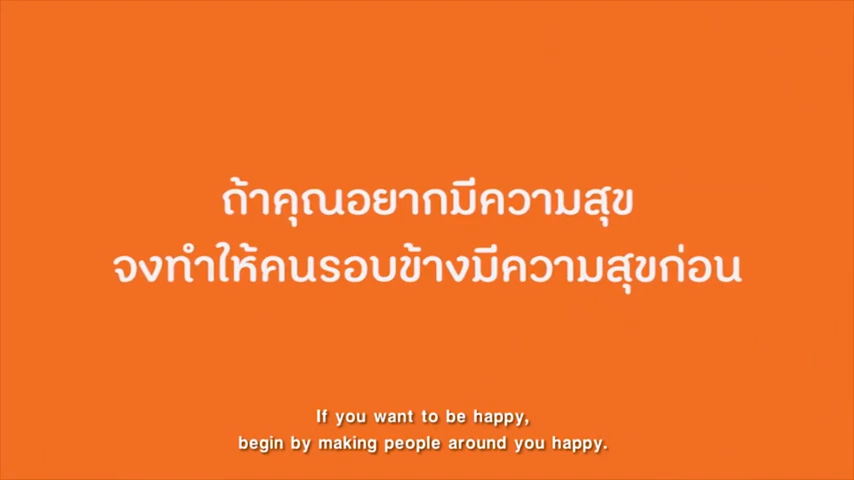 ถ้าคุณอยากมีความสุข
จงทำให้คนรอบข้างมีความสุขก่อน
If you want to be happy,
begin by making people around you happy.